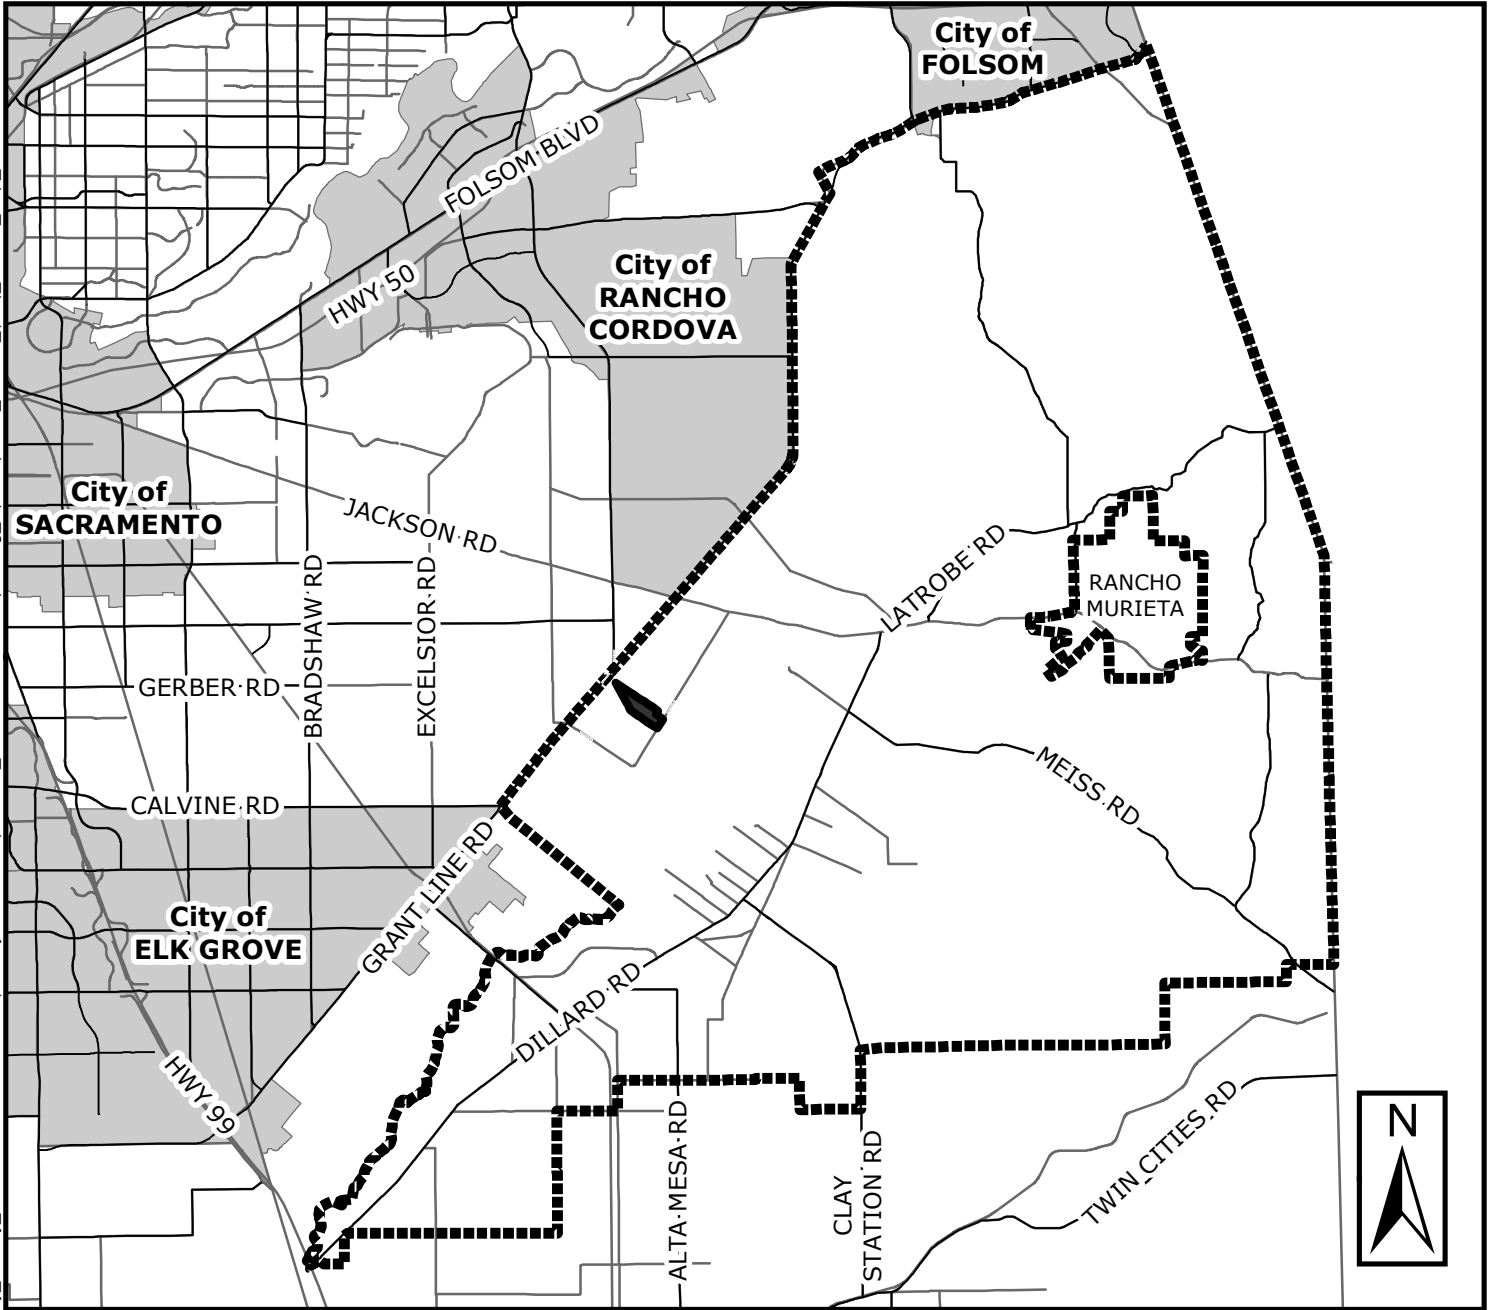 City of
FOLSOM
FOLSOM BLVD
City of
RANCHO
CORDOVA
HWY 50
City of
SACRAMENTO
JACKSON RD
LATROBE RD
RANCHO
MURIETA
BRADSHAW RD
EXCELSIOR RD
GERBER RD
MEISS RD
CALVINE RD
GRANT LINE RD
City of
ELK GROVE
DILLARD RD
HWY 99
ALTA MESA RD
CLAY
STATION RD
TWIN CITIES RD
N